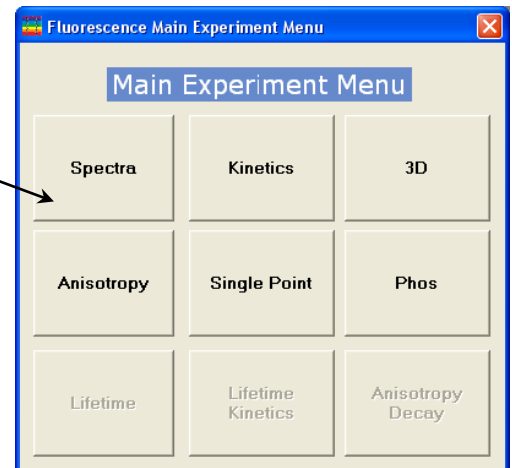 Fluorescence Main Experiment Menu
Main Experiment Menu
Spectra
Kinetics
3D
Anisotropy
Single Point
Phos
Lifetime
Lifetime
Kinetics
Anisotropy
Decay